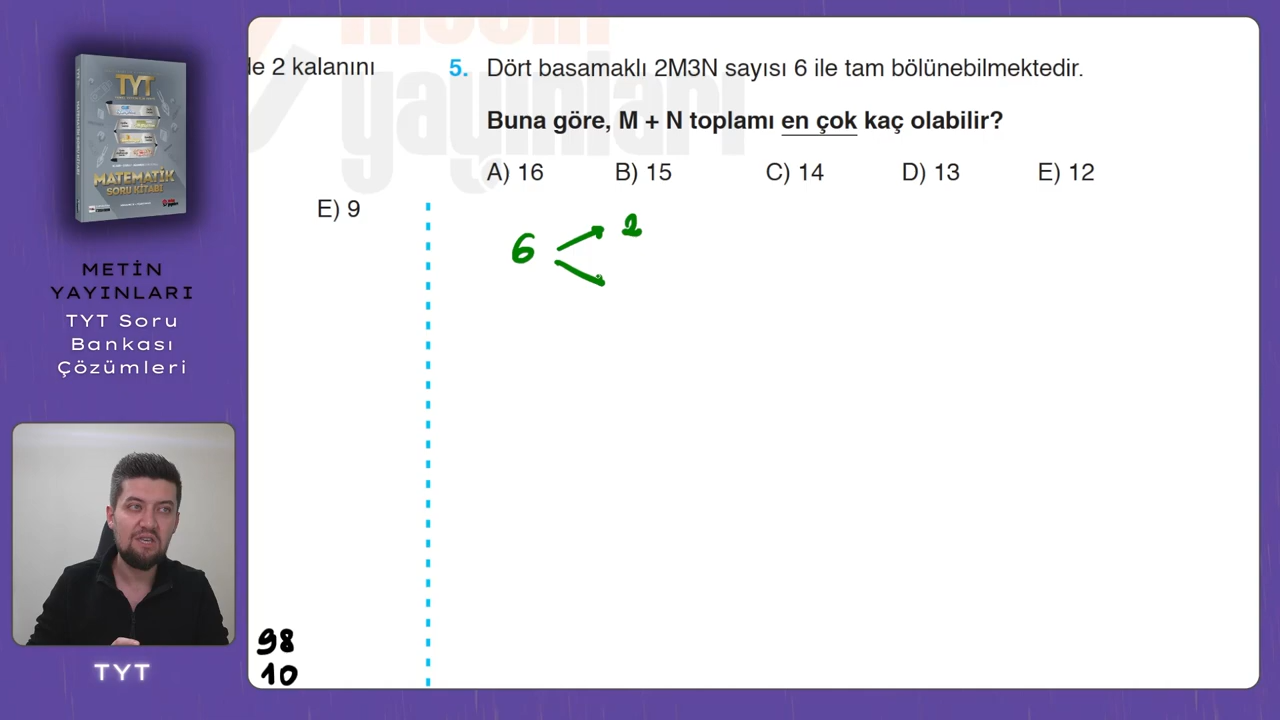 TYT
MATEMATİK
SORU KİTABI
METİN
YAYINLARI
TYT Soru
Bankası
Çözümleri
TYT
le 2 kalanını
E) 9
98
10
metin
yayınları
5. Dört basamaklı 2M3N sayısı 6 ile tam bölünebilmektedir.
Buna göre, M + N toplamı en çok kaç olabilir?
A) 16 B) 15 C) 14 D) 13 E) 12
6 2